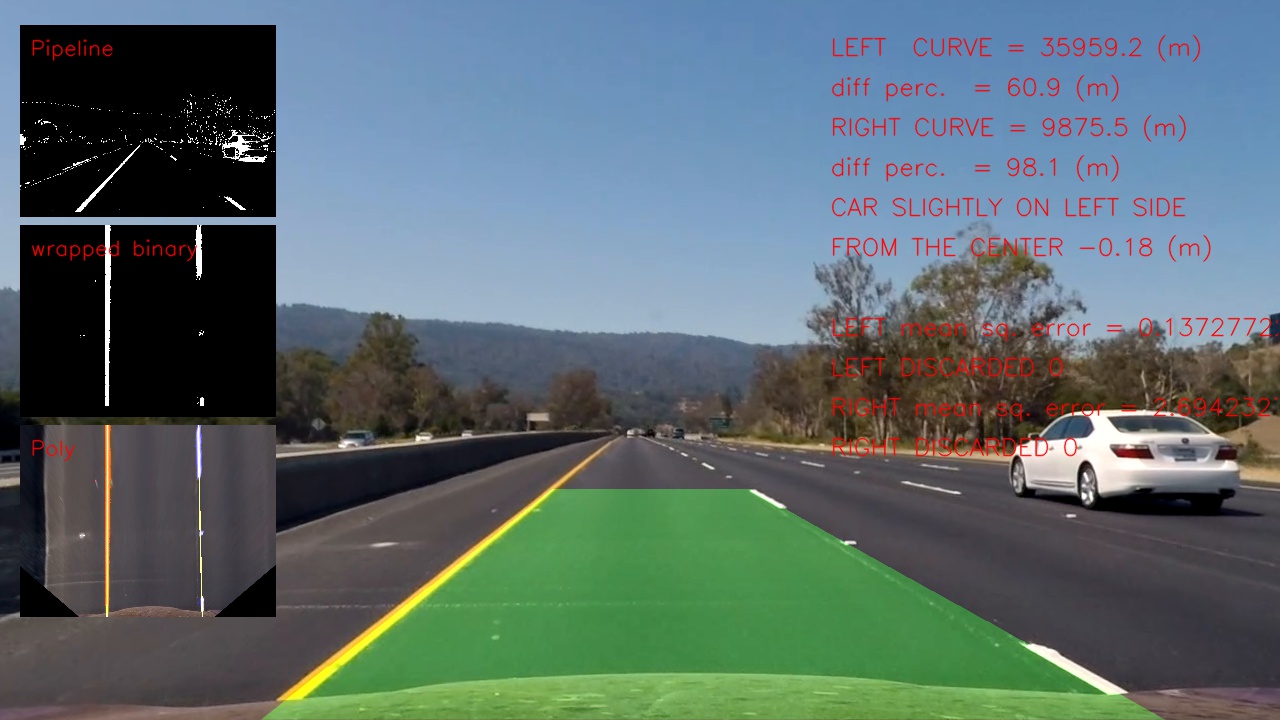 Pipeline
wrapped binary
Poly
LEFT CURVE = 35959.2 (m)
diff perc. = 60.9 (m)
RIGHT CURVE = 9875.5 (m)
diff perc. = 98.1 (m)
CAR SLIGHTLY ON LEFT SIDE
FROM THE CENTER -0.18 (m)
LEFT mean sq. error = 0.1372772
LEFT DISCARDED 0
RIGHT mean sq. error = 2.694232
RIGHT DISCARDED 0